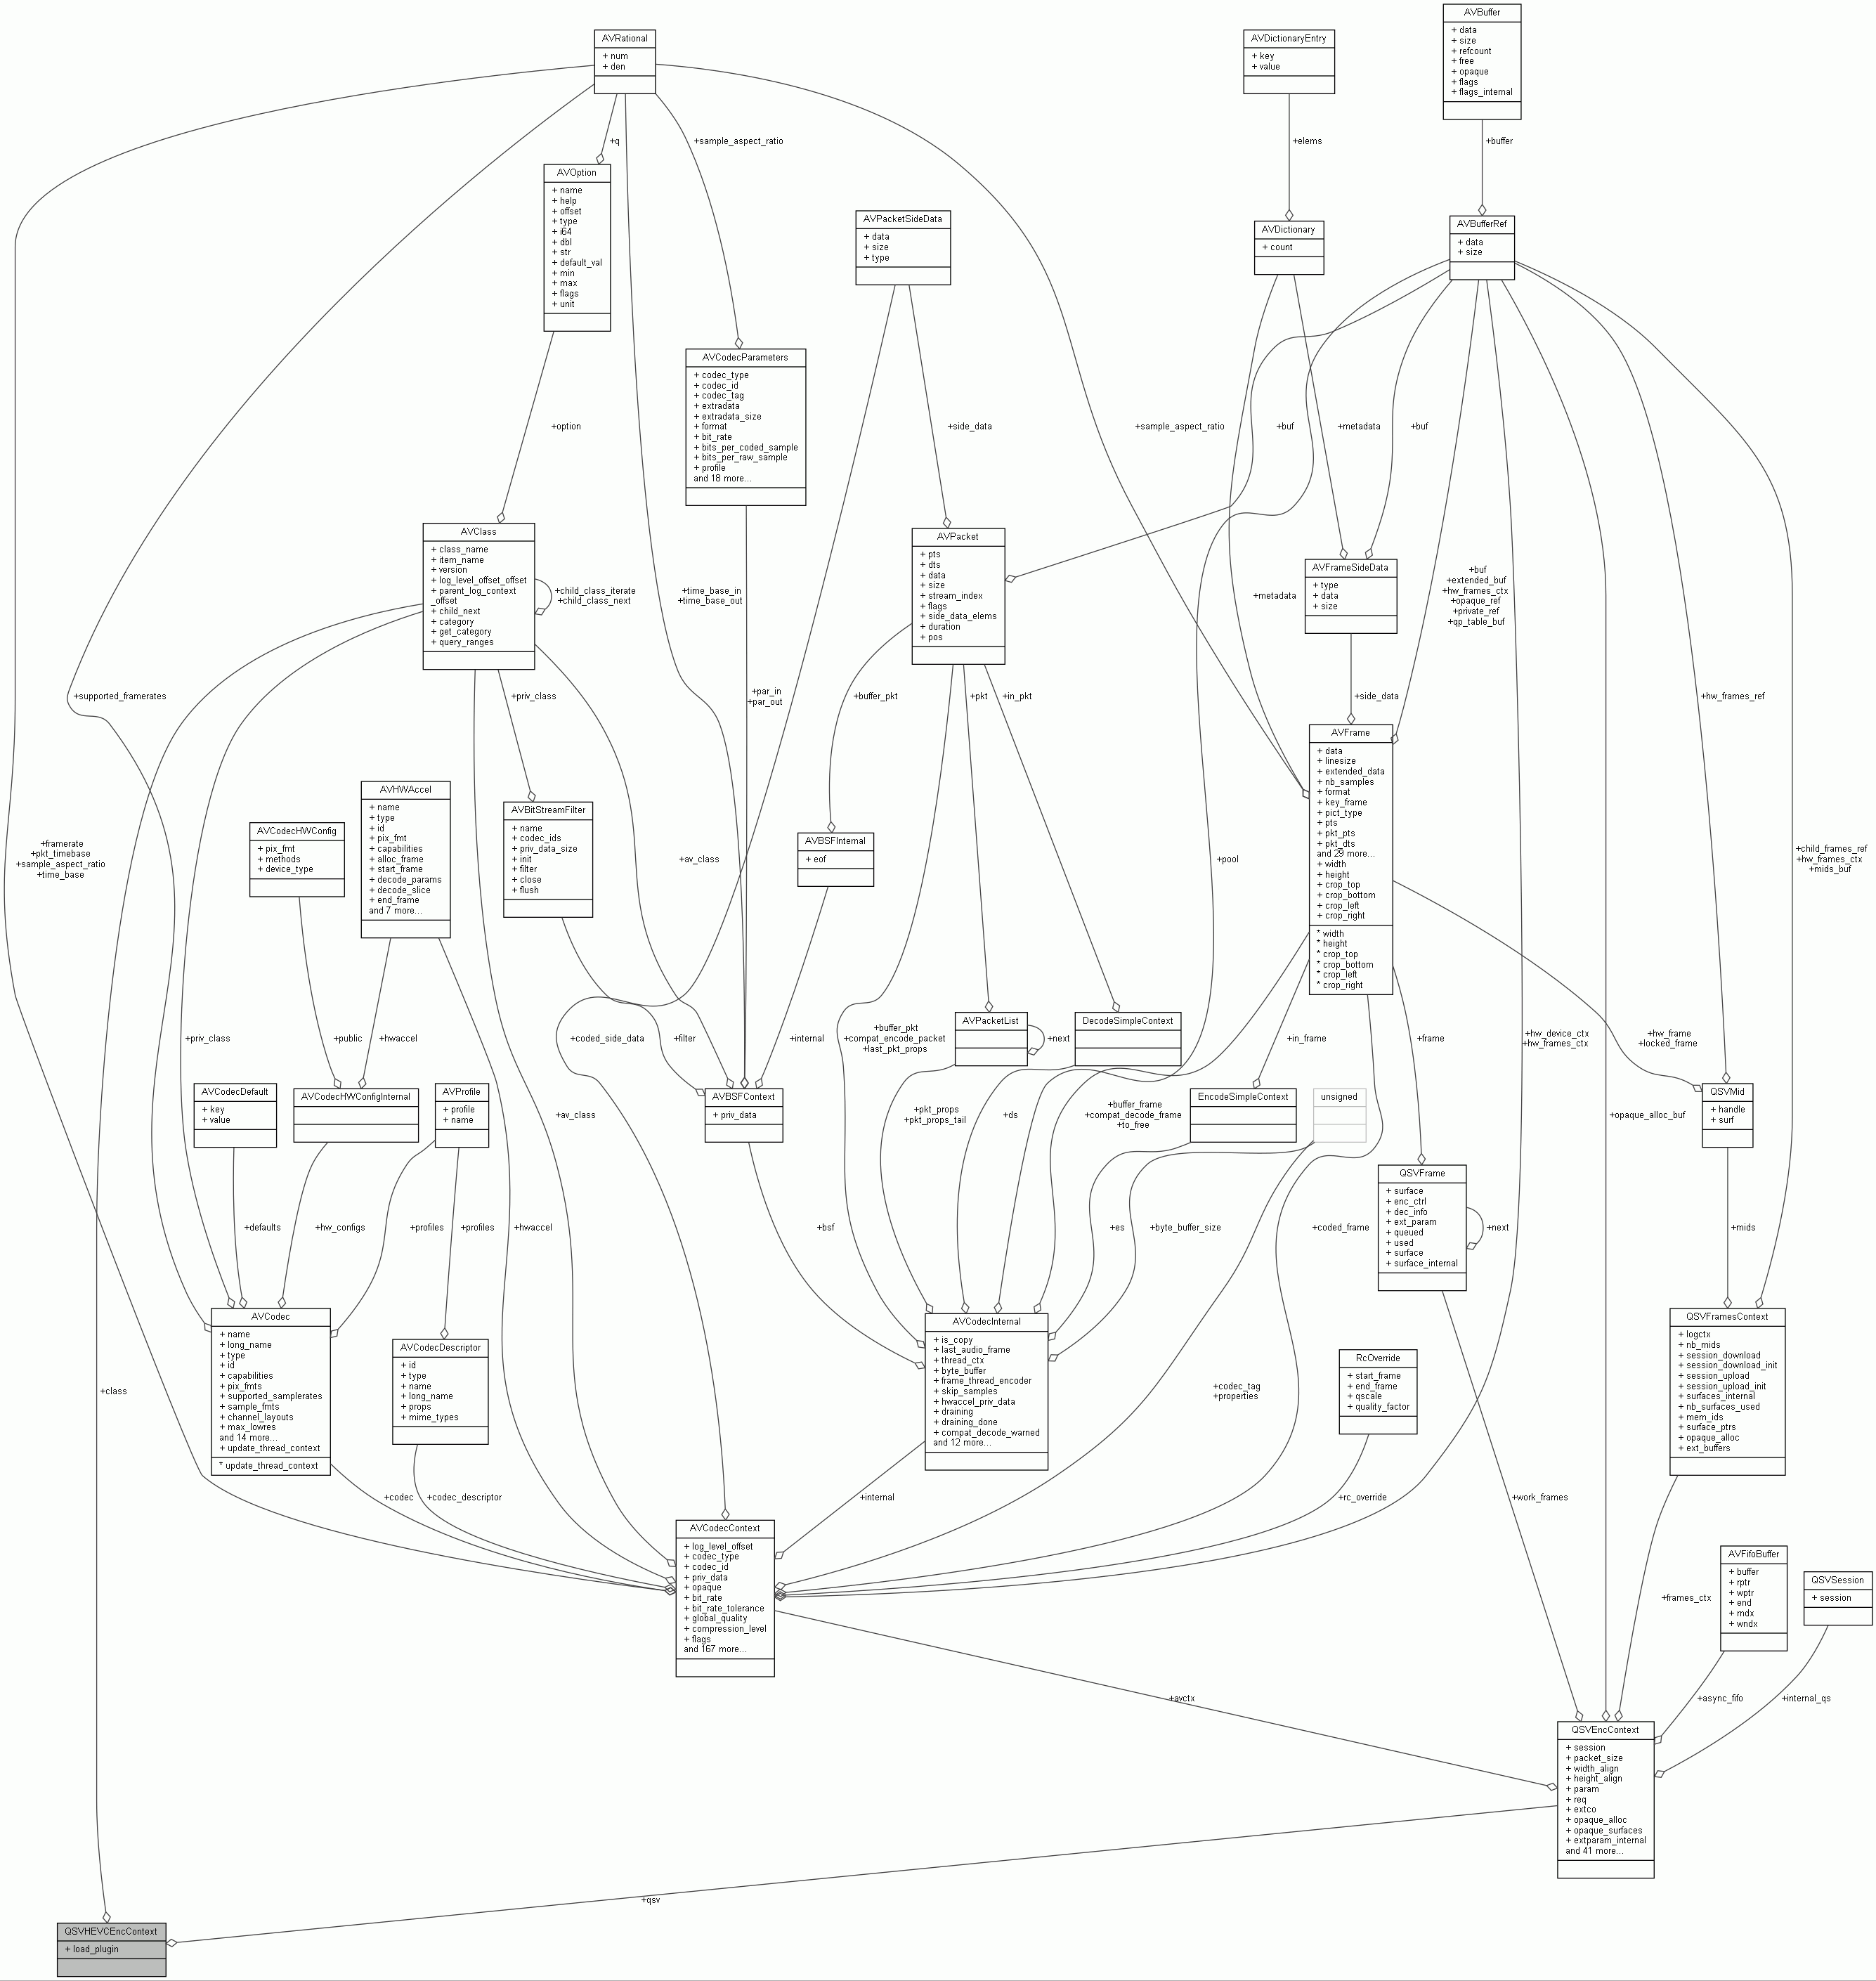 AVBuffer
+ data
+ size
+ refcount
+ free
+ opaque
+ flags
+ flags_internal
AVRational
+ num
+ den
AVDictionaryEntry
+ key
+ value
+q
+sample_aspect_ratio
+elems
+buffer
AVOption
+ name
+ help
+ offset
+ type
+ i64
+ dbl
+ str
+ default_val
+ min
+ max
+ flags
+ unit
AVPacketSideData
+ data
+ size
+ type
AVDictionary
+ count
AVBufferRef
+ data
+ size
AVCodecParameters
+ codec_type
+ codec_id
+ codec_tag
+ extradata
+ extradata_size
+ format
+ bit_rate
+ bits_per_coded_sample
+ bits_per_raw_sample
+ profile
and 18 more...
+option
+side_data
+sample_aspect_ratio
+buf
+metadata
+buf
AVClass
+ class_name
+ item_name
+ version
+ log_level_offset_offset
+ parent_log_context
_offset
+ child_next
+ category
+ get_category
+ query_ranges
+child_class_iterate
+child_class_next
+time_base_in
+time_base_out
AVPacket
+ pts
+ dts
+ data
+ size
+ stream_index
+ flags
+ side_data_elems
+ duration
+ pos
+metadata
AVFrameSideData
+ type
+ data
+ size
+buf
+extended_buf
+hw_frames_ctx
+opaque_ref
+private_ref
+qp_table_buf
+supported_framerates
+priv_class
+par_in
+par_out
+buffer_pkt
+pkt
+in_pkt
+side_data
+hw_frames_ref
AVFrame
+ data
+ linesize
+ extended_data
+ nb_samples
+ format
+ key_frame
+ pict_type
+ pts
+ pkt_pts
+ pkt_dts
and 29 more...
+ width
+ height
+ crop_top
+ crop_bottom
+ crop_left
+ crop_right
* width
* height
* crop_top
* crop_bottom
* crop_left
* crop_right
+framerate
+pkt_timebase
+sample_aspect_ratio
+time_base
AVCodecHWConfig
+ pix_fmt
+ methods
+ device_type
AVHWAccel
+ name
+ type
+ id
+ pix_fmt
+ capabilities
+ alloc_frame
+ start_frame
+ decode_params
+ decode_slice
+ end_frame
and 7 more...
AVBitStreamFilter
+ name
+ codec_ids
+ priv_data_size
+ init
+ filter
+ close
+ flush
+av_class
AVBSFInternal
+ eof
+pool
+child_frames_ref
+hw_frames_ctx
+mids_buf
+priv_class
+public
+hwaccel
+coded_side_data
+filter
+internal
+buffer_pkt
+compat_encode_packet
+last_pkt_props
AVPacketList
+next
DecodeSimpleContext
+in_frame
+frame
+hw_device_ctx
+hw_frames_ctx
+hw_frame
+locked_frame
AVCodecDefault
+ key
+ value
AVCodecHWConfigInternal
AVProfile
+ profile
+ name
+av_class
AVBSFContext
+ priv_data
+pkt_props
+pkt_props_tail
+ds
+buffer_frame
+compat_decode_frame
+to_free
EncodeSimpleContext
unsigned
+opaque_alloc_buf
QSVMid
+ handle
+ surf
QSVFrame
+ surface
+ enc_ctrl
+ dec_info
+ ext_param
+ queued
+ used
+ surface
+ surface_internal
+next
+defaults
+hw_configs
+profiles
+profiles
+hwaccel
+bsf
+es
+byte_buffer_size
+coded_frame
+mids
AVCodec
+ name
+ long_name
+ type
+ id
+ capabilities
+ pix_fmts
+ supported_samplerates
+ sample_fmts
+ channel_layouts
+ max_lowres
and 14 more...
+ update_thread_context
* update_thread_context
AVCodecDescriptor
+ id
+ type
+ name
+ long_name
+ props
+ mime_types
AVCodecInternal
+ is_copy
+ last_audio_frame
+ thread_ctx
+ byte_buffer
+ frame_thread_encoder
+ skip_samples
+ hwaccel_priv_data
+ draining
+ draining_done
+ compat_decode_warned
and 12 more...
+codec_tag
+properties
RcOverride
+ start_frame
+ end_frame
+ qscale
+ quality_factor
QSVFramesContext
+ logctx
+ nb_mids
+ session_download
+ session_download_init
+ session_upload
+ session_upload_init
+ surfaces_internal
+ nb_surfaces_used
+ mem_ids
+ surface_ptrs
+ opaque_alloc
+ ext_buffers
+class
+codec
+codec_descriptor
+internal
+rc_override
+work_frames
AVCodecContext
+ log_level_offset
+ codec_type
+ codec_id
+ priv_data
+ opaque
+ bit_rate
+ bit_rate_tolerance
+ global_quality
+ compression_level
+ flags
and 167 more...
+frames_ctx
AVFifoBuffer
+ buffer
+ rptr
+ wptr
+ end
+ rndx
+ wndx
QSVSession
+ session
+avctx
+async_fifo
+internal_qs
QSVEncContext
+ session
+ packet_size
+ width_align
+ height_align
+ param
+ req
+ extco
+ opaque_alloc
+ opaque_surfaces
+ extparam_internal
and 41 more...
+qsv
QSVHEVCEncContext
+ load_plugin